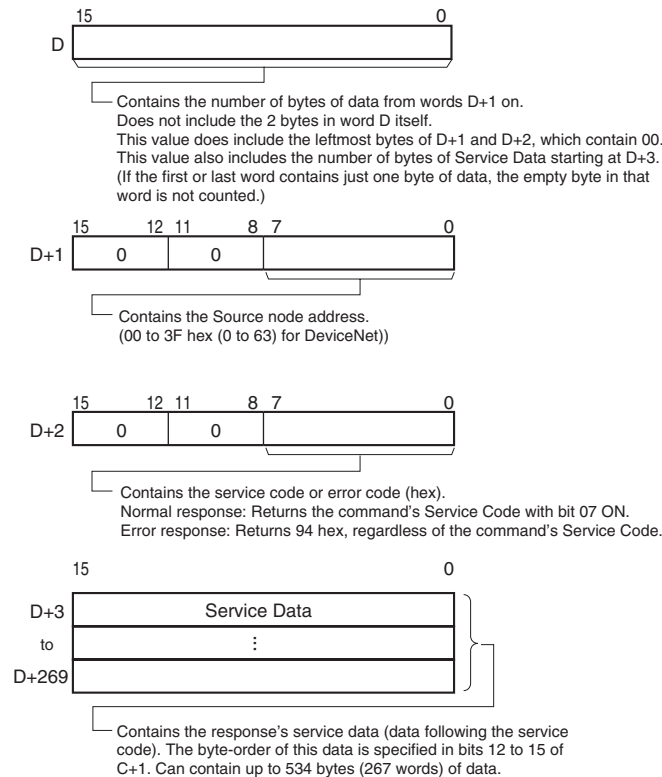 15 0
D
Contains the number of bytes of data from words D+1 on.
Does not include the 2 bytes in word D itself.
This value does include the leftmost bytes of D+1 and D+2, which contain 00.
This value also includes the number of bytes of Service Data starting at D+3.
(If the first or last word contains just one byte of data, the empty byte in that
word is not counted.)
15 12 11 8 7 0
D+1 0 0
Contains the Source node address.
(00 to 3F hex (0 to 63) for DeviceNet))
15 12 11 8 7 0
D+2 0 0
Contains the service code or error code (hex).
Normal response: Returns the command's Service Code with bit 07 ON.
Error response: Returns 94 hex, regardless of the command's Service Code.
15 0
D+3 Service Data
to ⋮
D+269
Contains the response's service data (data following the service
code). The byte-order of this data is specified in bits 12 to 15 of
C+1. Can contain up to 534 bytes (267 words) of data.